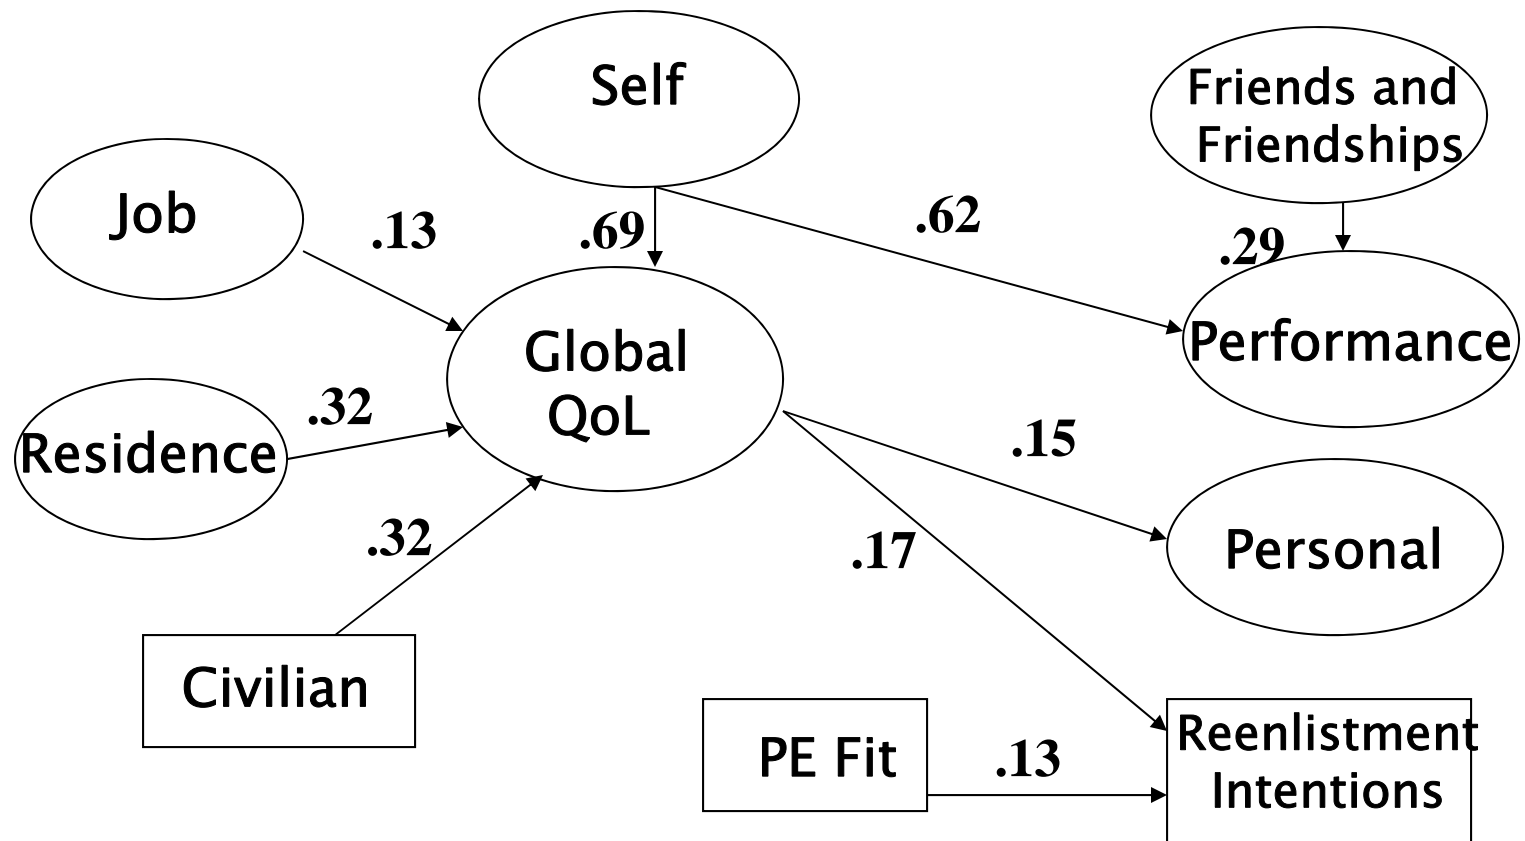 Self
Friends and
Friendships
Job
.13
.69
.62
.29
Global
QoL
Performance
.32
Residence
.15
.32
.17
Personal
Civilian
PE Fit
.13
Reenlistment
Intentions